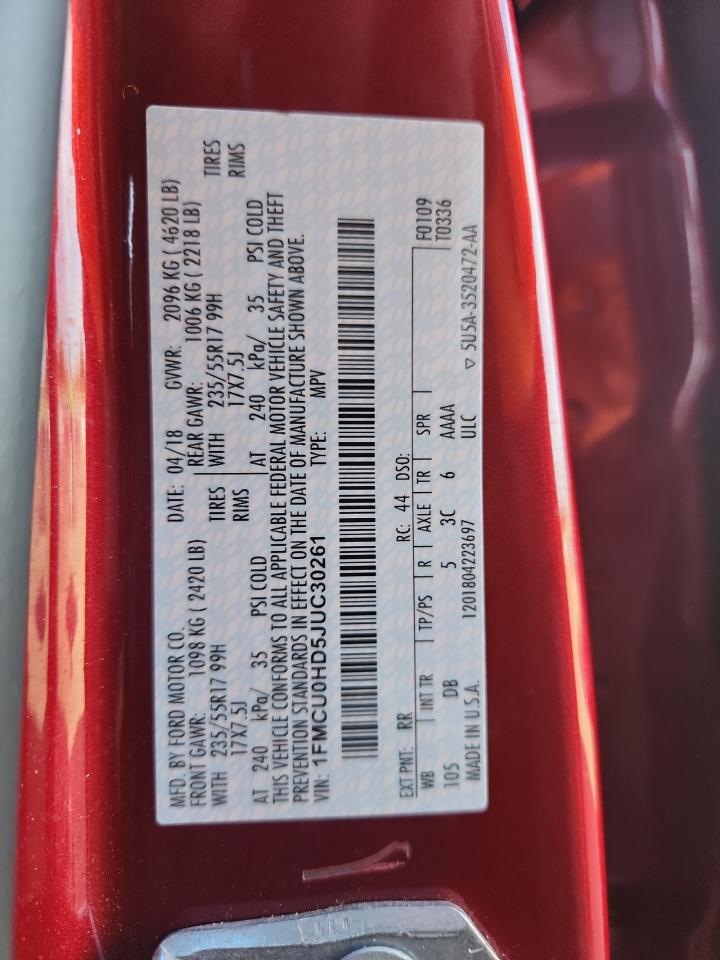 MFD. BY FORD MOTOR CO. DATE: 04/18 GVWR: 2096 KG ( 4620 LB)
FRONT GAWR: 1098 KG ( 2420 LB) REAR GAWR: 1006 KG ( 2218 LB)
WITH 235/55R17 99H TIRES WITH 235/55R17 99H TIRES
17X7.5J RIMS 17X7.5J RIMS
AT 240 kPa/ 35 PSI COLD AT 240 kPa/ 35 PSI COLD
THIS VEHICLE CONFORMS TO ALL APPLICABLE FEDERAL MOTOR VEHICLE SAFETY AND THEFT
PREVENTION STANDARDS IN EFFECT ON THE DATE OF MANUFACTURE SHOWN ABOVE.
VIN: 1FMCU0HD5JUC30261 TYPE: MPV
EXT PNT: RR RC: 44 DSO: F0109
WB INT TR TP/PS R AXLE TR SPR T0336
105 DB 5 3C 6 AAAA
MADE IN U.S.A. 1201804223697 ULC ▽ 5U5A-3520472-AA